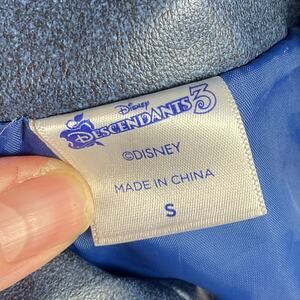 Disney
DESCENDANTS 3
©DISNEY
MADE IN CHINA
S